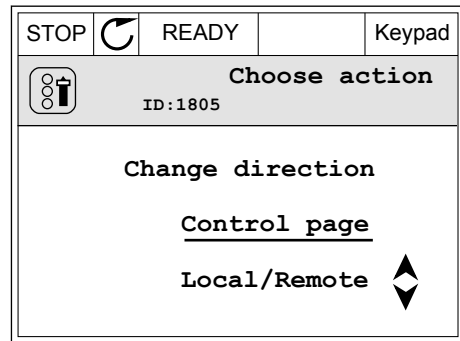 STOP READY Keypad
Choose action
ID:1805
Change direction
Control page
Local/Remote